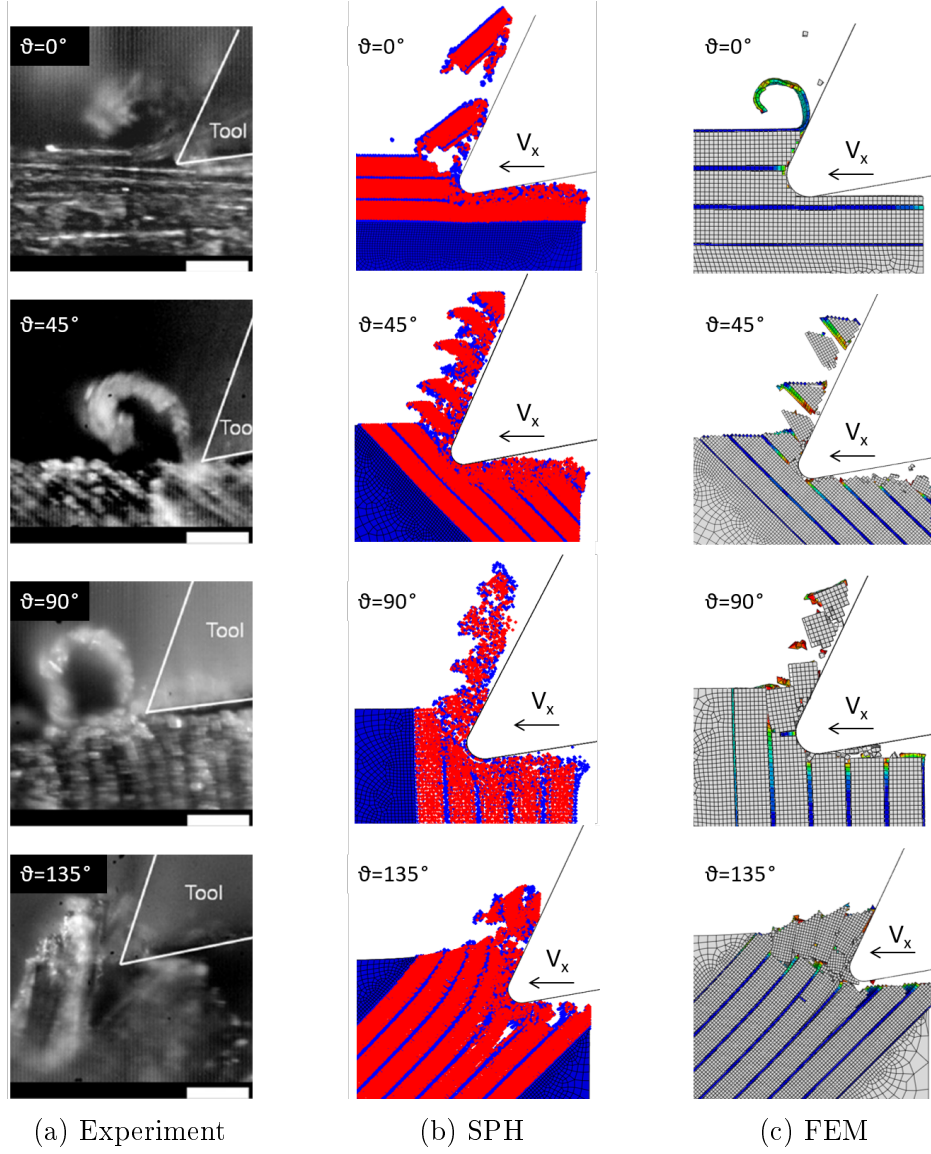 ϑ=0°
Tool
ϑ=0°
Vx
ϑ=0°
Vx
ϑ=45°
Too
ϑ=45°
Vx
ϑ=45°
Vx
ϑ=90°
Tool
ϑ=90°
Vx
ϑ=90°
Vx
ϑ=135°
Tool
ϑ=135°
Vx
ϑ=135°
Vx
(a) Experiment
(b) SPH
(c) FEM